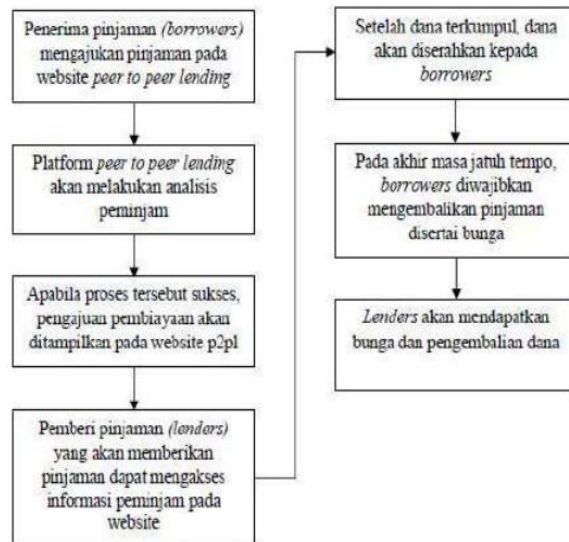 Penerima pinjaman (borrowers)
mengajukan pinjaman pada
website peer to peer lending
Platform peer to peer lending
akan melakukan analisis
peminjam
Apabila proses tersebut sukses,
pengajuan pembiayaan akan
ditampilkan pada website p2pl
Pemberi pinjaman (lenders)
yang akan memberikan
pinjaman dapat mengakses
informasi peminjam pada
website
Setelah dana terkumpul, dana
akan diserahkan kepada
borrowers
Pada akhir masa jatuh tempo,
borrowers diwajibkan
mengembalikan pinjaman
disertai bunga
Lenders akan mendapatkan
bunga dan pengembalian dana